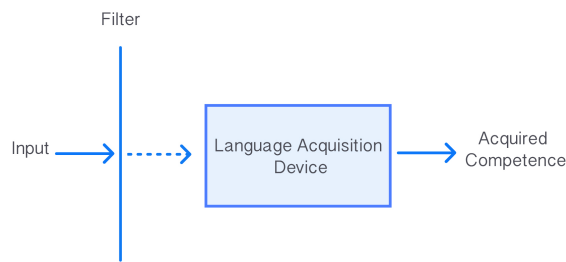 Filter
Input
Language Acquisition
Device
Acquired
Competence